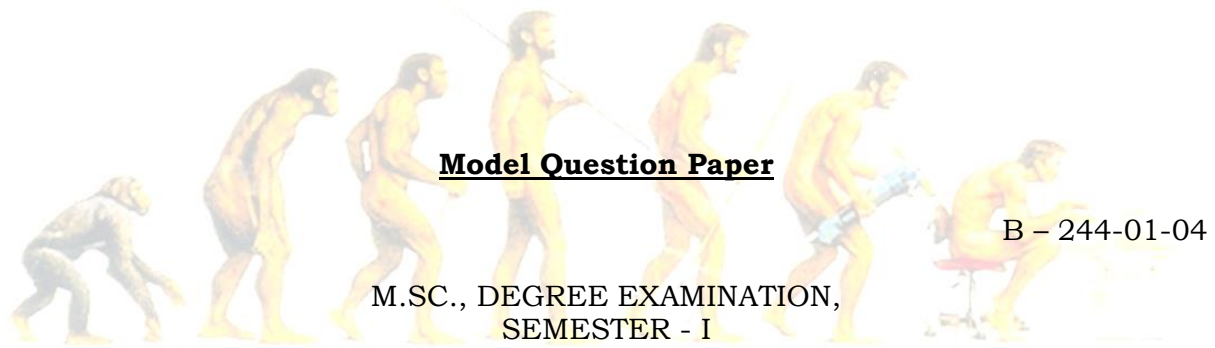 Model Question Paper
B – 244-01-04
M.SC., DEGREE EXAMINATION,
SEMESTER - I